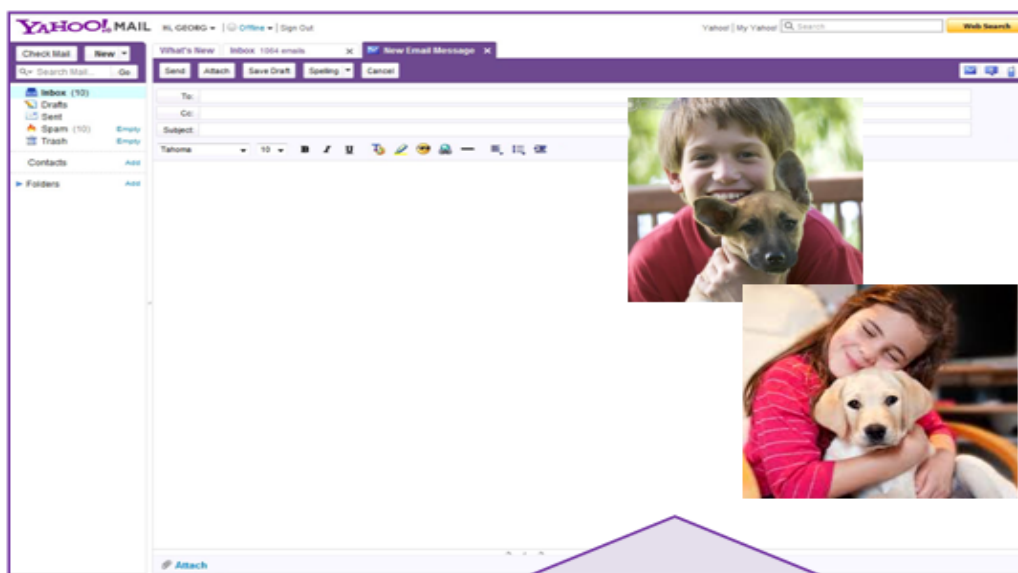 YAHOO! MAIL HI, GEORG Offline | Sign Out Yahoo! | My Yahoo! Search Web Search
Check Mail New What's New Inbox 1064 emails x New Email Message x
Search Mail... Go Send Attach Save Draft Spelling Cancel
Inbox (10)
Drafts
Sent
Spam (10) Empty
Trash Empty
Contacts Add
Folders Add
To:
Cc:
Subject:
Tahoma 10 B I U
Attach